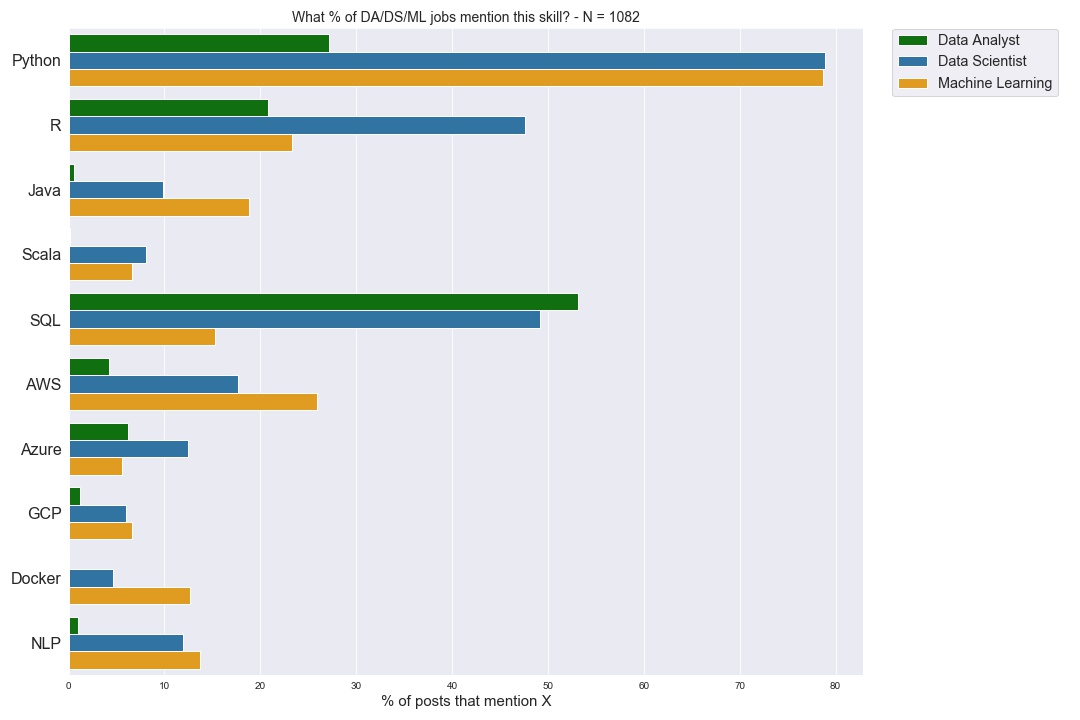 What % of DA/DS/ML jobs mention this skill? - N = 1082
Data Analyst
Data Scientist
Machine Learning
Python
R
Java
Scala
SQL
AWS
Azure
GCP
Docker
NLP
0 10 20 30 40 50 60 70 80
% of posts that mention X